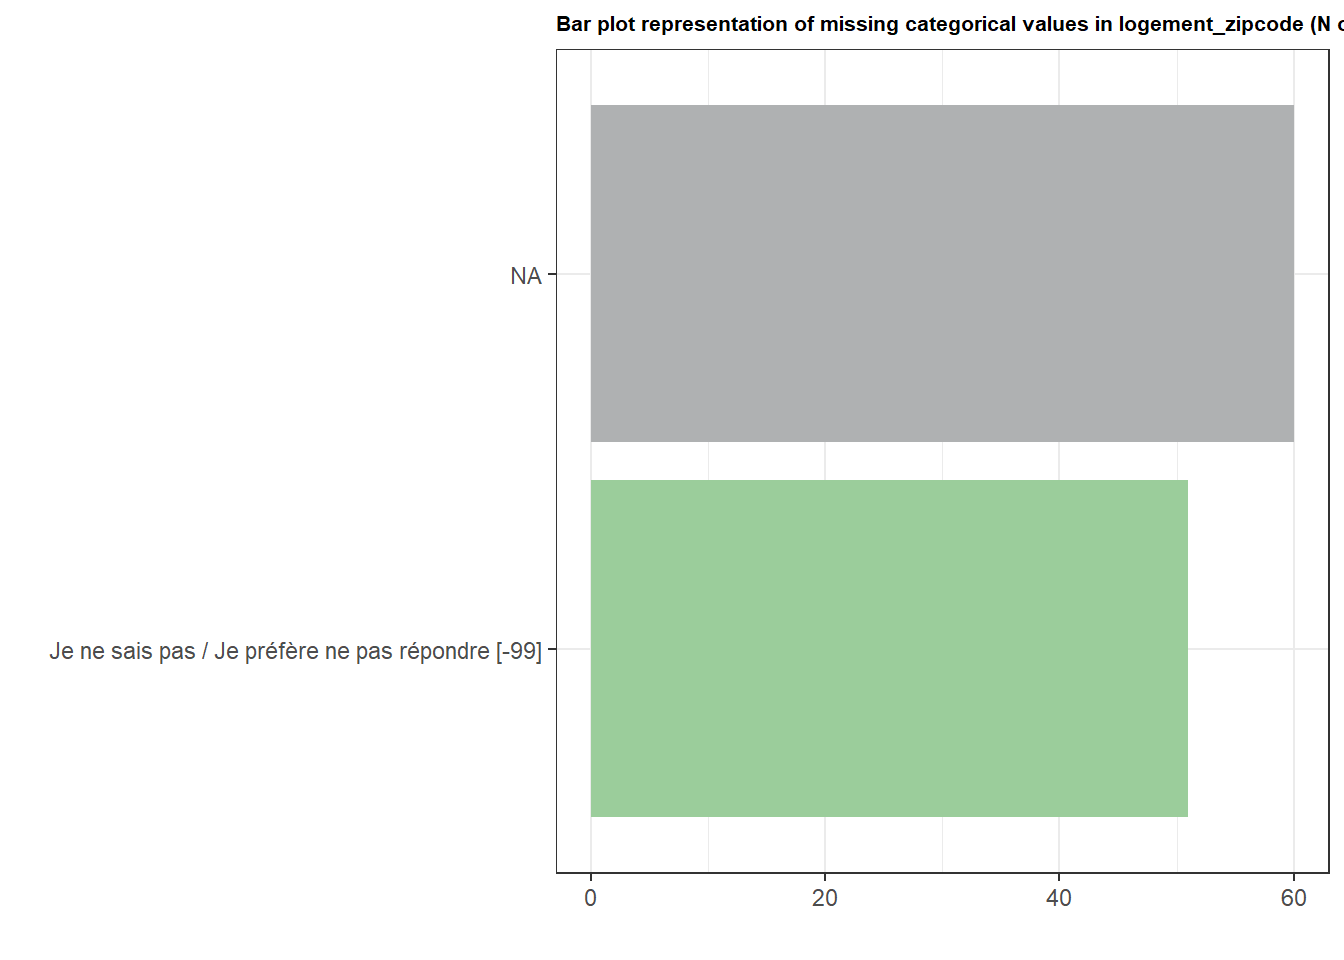 Bar plot representation of missing categorical values in logement_zipcode (N
NA
Je ne sais pas / Je préfère ne pas répondre [-99]
0 20 40 60